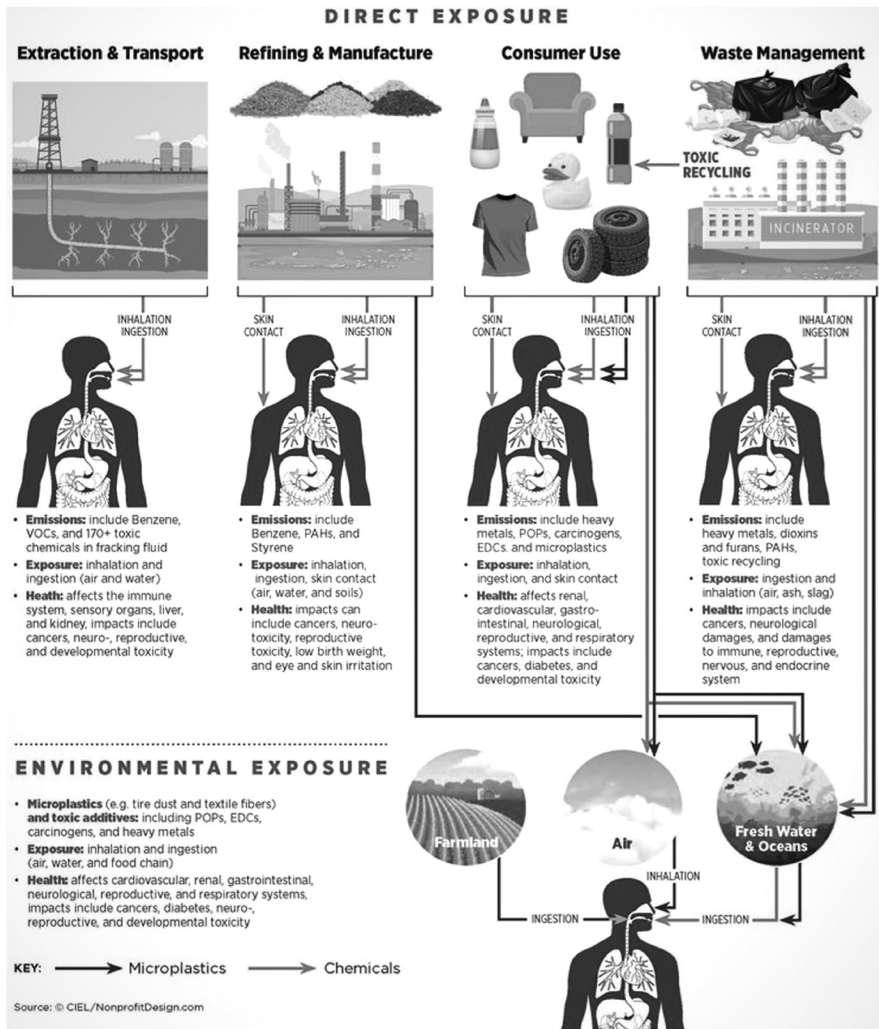 DIRECT EXPOSURE
Extraction & Transport
Refining & Manufacture
Consumer Use
Waste Management
TOXIC
RECYCLING
INCINERATOR
INHALATION
INGESTION
SKIN
CONTACT
INHALATION
INGESTION
SKIN
CONTACT
INHALATION
INGESTION
SKIN
CONTACT
INHALATION
INGESTION
• Emissions: include Benzene,
VOCs, and 170+ toxic
chemicals in fracking fluid
• Exposure: inhalation and
ingestion (air and water)
• Heath: affects the immune
system, sensory organs, liver,
and kidney, impacts include
cancers, neuro-, reproductive,
and developmental toxicity
• Emissions: include
Benzene, PAHs, and
Styrene
• Exposure: inhalation,
ingestion, skin contact
(air, water, and soils)
• Health: impacts can
include cancers, neuro-
toxicity, reproductive
toxicity, low birth weight,
and eye and skin irritation
• Emissions: include heavy
metals, POPs, carcinogens,
EDCs. and microplastics
• Exposure: inhalation,
ingestion, and skin contact
• Health: affects renal,
cardiovascular, gastro-
intestinal, neurological,
reproductive, and respiratory
systems; impacts include
cancers, diabetes, and
developmental toxicity
• Emissions: include
heavy metals, dioxins
and furans, PAHs,
toxic recycling
• Exposure: ingestion and
inhalation (air, ash, slag)
• Health: impacts include
cancers, neurological
damages, and damages
to immune, reproductive,
nervous, and endocrine
system
ENVIRONMENTAL EXPOSURE
• Microplastics (e.g. tire dust and textile fibers)
and toxic additives: including POPs, EDCs,
carcinogens, and heavy metals
• Exposure: inhalation and ingestion
(air, water, and food chain)
• Health: affects cardiovascular, renal, gastrointestinal,
neurological, reproductive, and respiratory systems,
impacts include cancers, diabetes, neuro-,
reproductive, and developmental toxicity
Farmland
Air
Fresh Water
& Oceans
INHALATION
INGESTION
INGESTION
KEY: Microplastics Chemicals
Source: © CIEL/NonprofitDesign.com